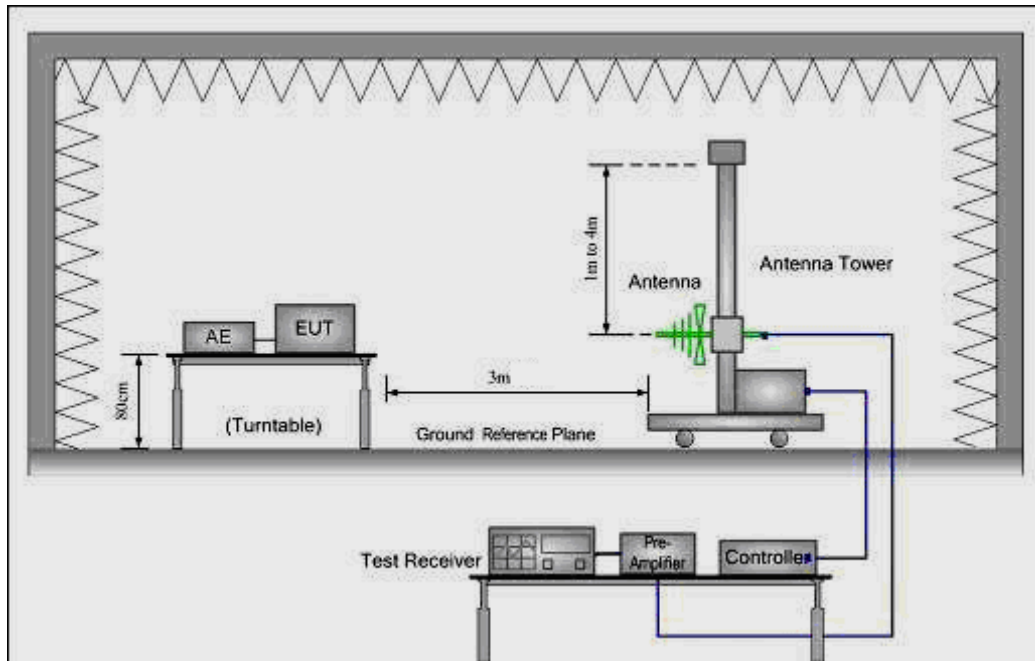 1m to 4m
Antenna
Antenna Tower
AE
EUT
80cm
3m
(Turntable)
Ground Reference Plane
Test Receiver
Pre-
Amplifier
Controller